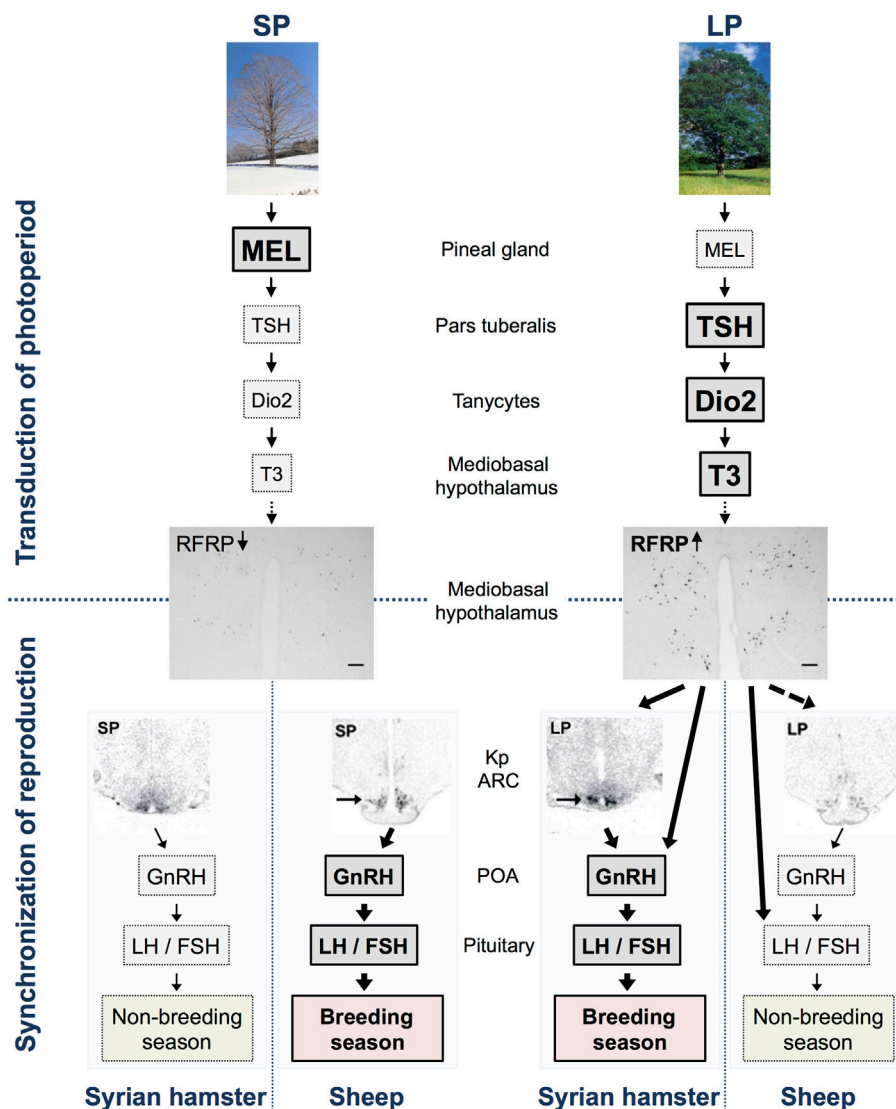 SP
LP
Transduction of photoperiod
MEL
Pineal gland
MEL
TSH
Pars tuberalis
TSH
Dio2
Tanycytes
Dio2
T3
Mediobasal
hypothalamus
T3
RFRP↓
RFRP↑
Mediobasal
hypothalamus
Synchronization of reproduction
SP
SP
Kp
ARC
LP
LP
GnRH
GnRH
POA
GnRH
GnRH
LH / FSH
LH / FSH
Pituitary
LH / FSH
LH / FSH
Non-breeding
season
Breeding
season
Breeding
season
Non-breeding
season
Syrian hamster
Sheep
Syrian hamster
Sheep